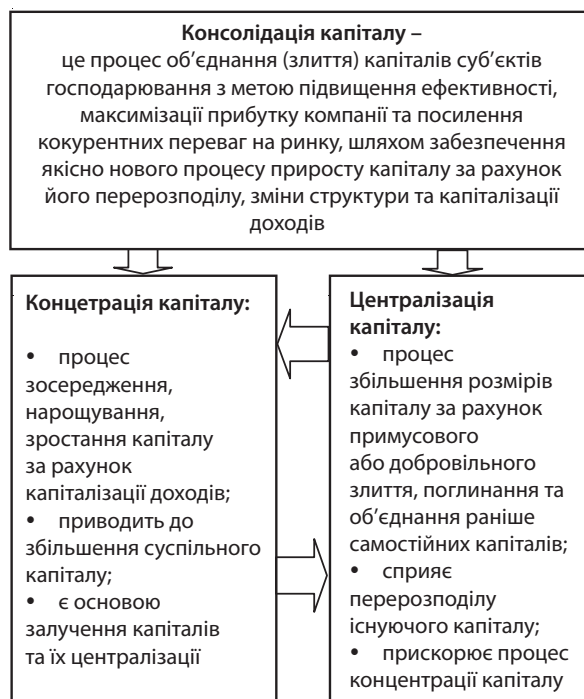 Консолідація капіталу –
це процес об’єднання (злиття) капіталів суб’єктів
господарювання з метою підвищення ефективності,
максимізації прибутку компанії та посилення
кокурентних переваг на ринку, шляхом забезпечення
якісно нового процесу приросту капіталу за рахунок
його перерозподілу, зміни структури та капіталізації
доходів
Концетрація капіталу:
• процес
зосередження,
нарощування,
зростання капіталу
за рахунок
капіталізації доходів;
• приводить до
збільшення суспільного
капіталу;
• є основою
залучення капіталів
та їх централізації
Централізація
капіталу:
• процес
збільшення розмірів
капіталу за рахунок
примусового
або добровільного
злиття, поглинання та
об’єднання раніше
самостійних капіталів;
• сприяє
перерозподілу
існуючого капіталу;
• прискорює процес
концентрації капіталу